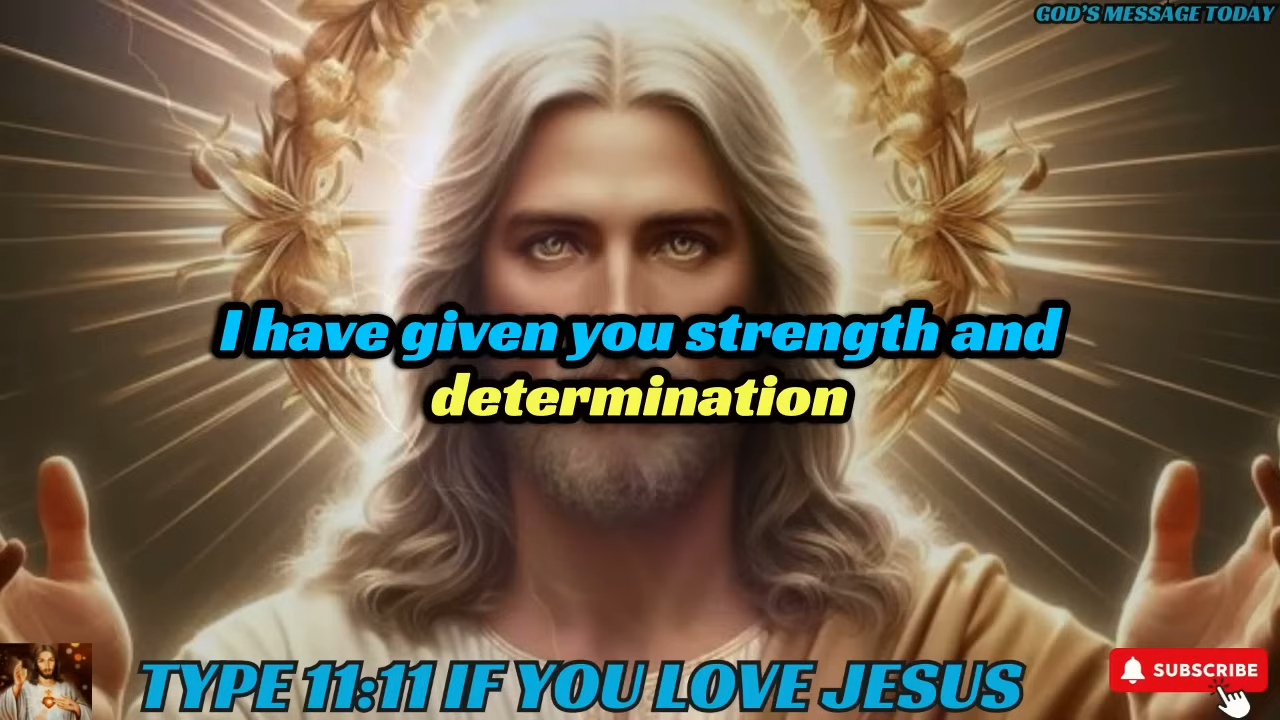 GOD'S MESSAGE TODAY
I have given you strength and
determination
TYPE 11:11 IF YOU LOVE JESUS
SUBSCRIBE